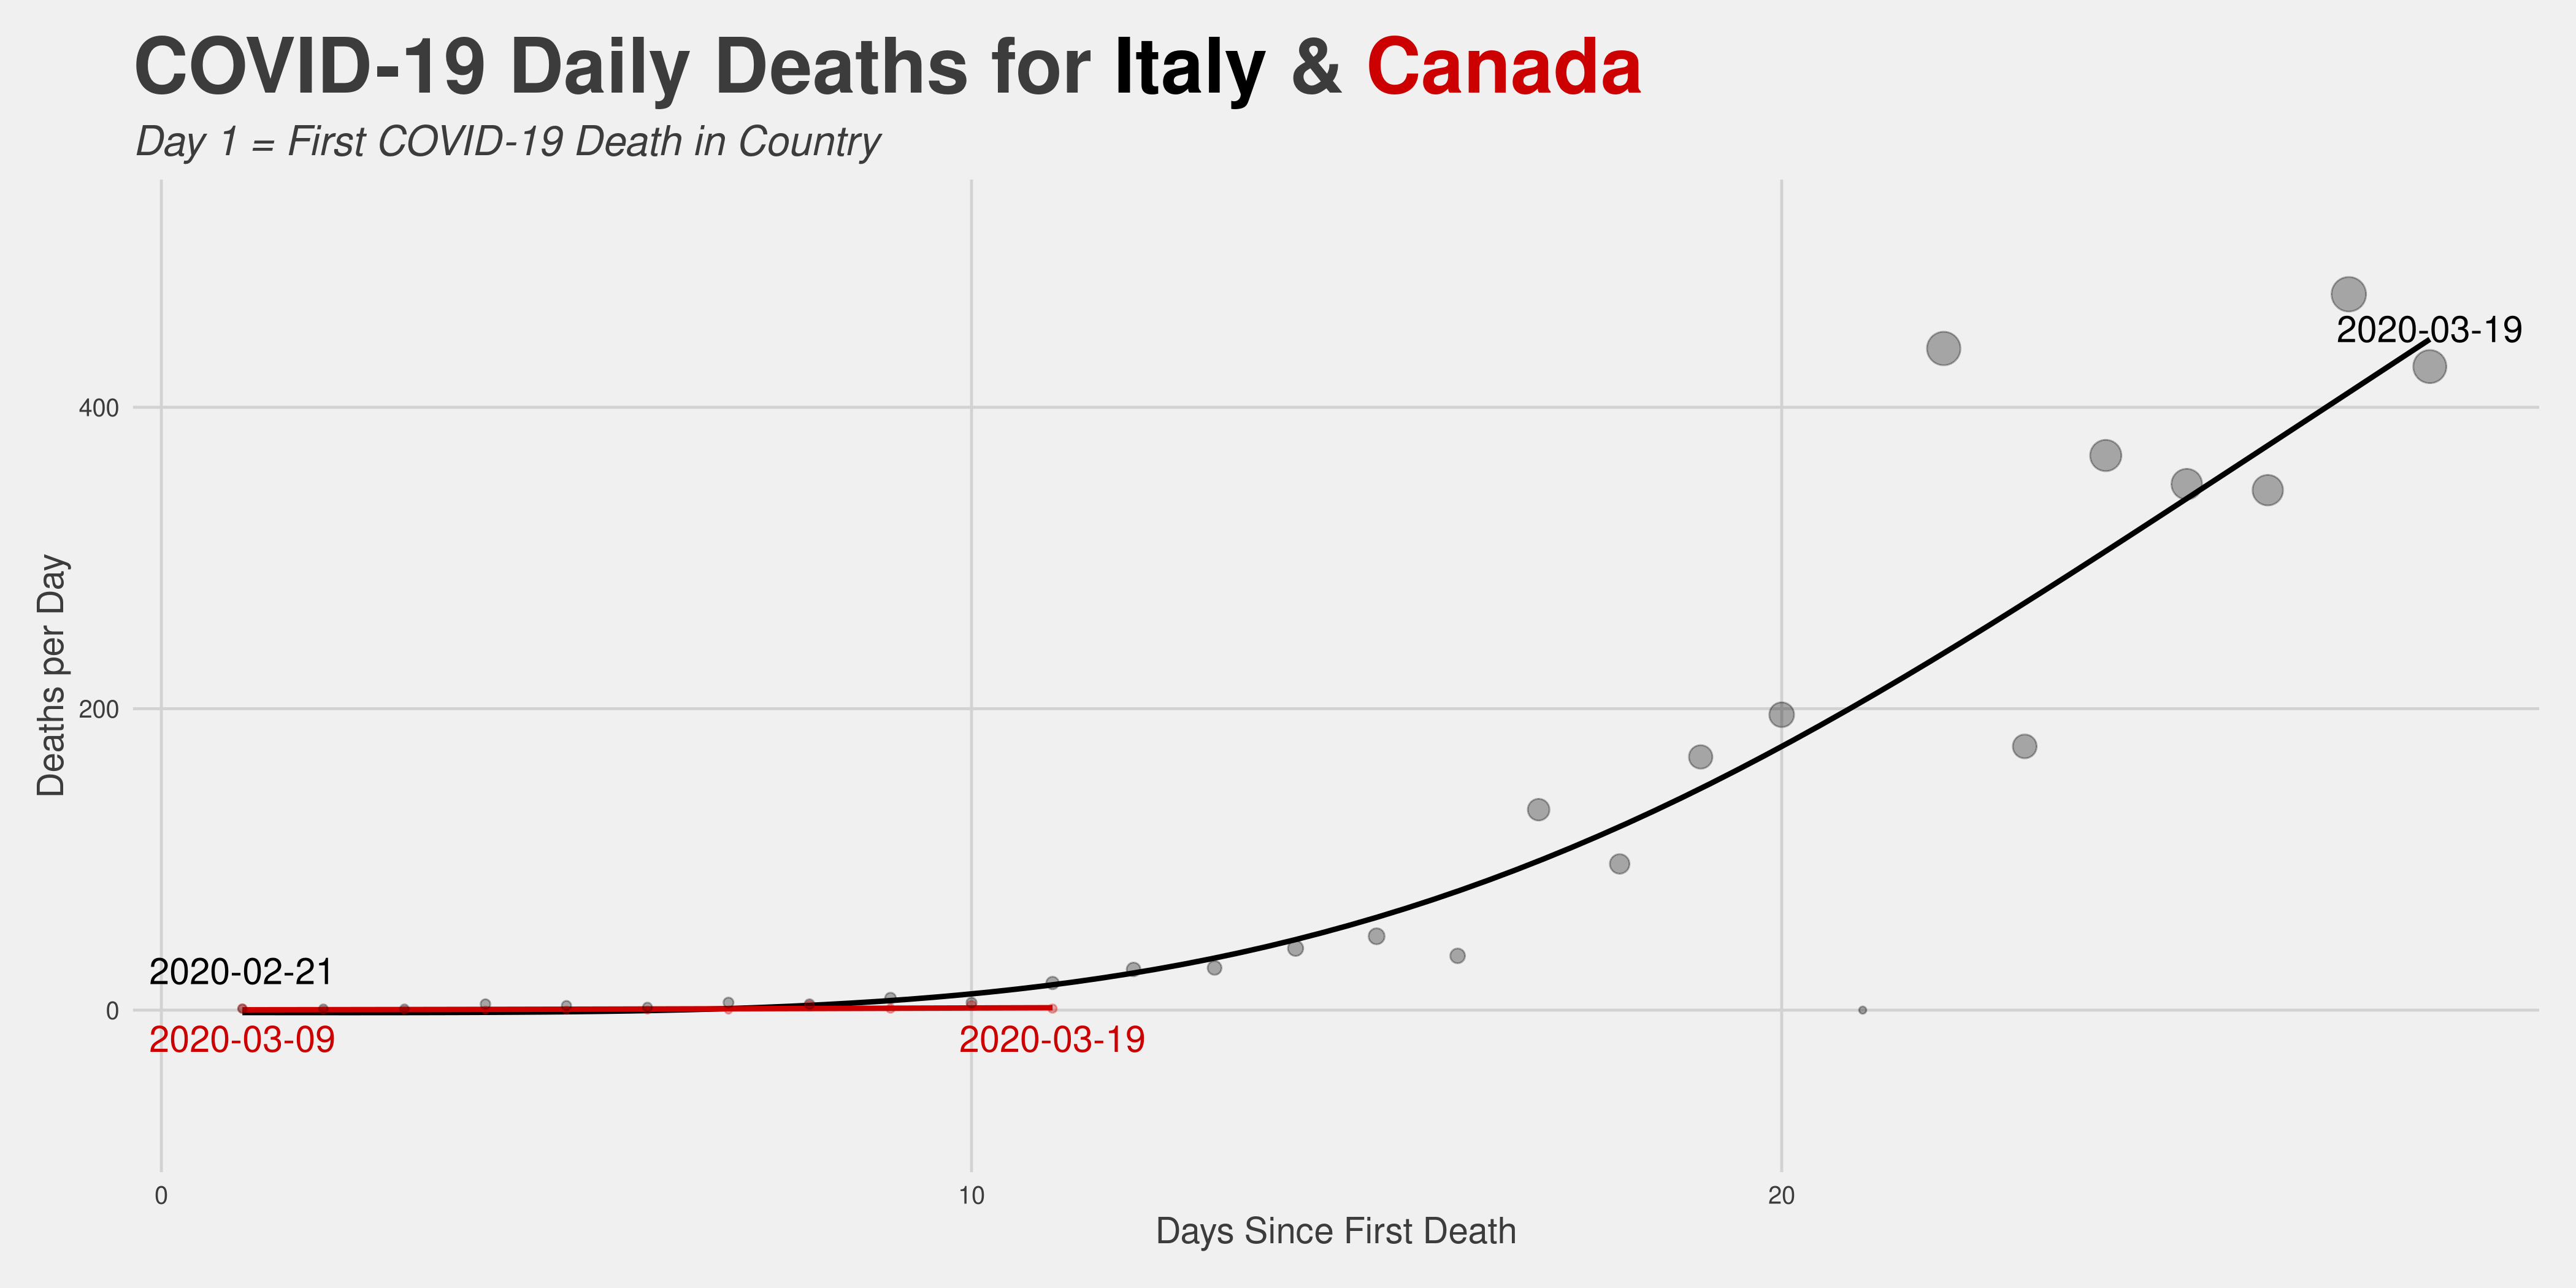 COVID-19 Daily Deaths for Italy & Canada
Day 1 = First COVID-19 Death in Country
2020-03-19
400
Deaths per Day
200
2020-02-21
0
2020-03-09 2020-03-19
0 10 20
Days Since First Death